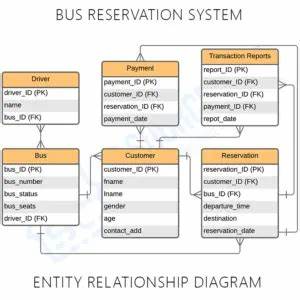 BUS RESERVATION SYSTEM
Driver
driver_ID (PK)
name
bus_ID (FK)
Payment
payment_ID (PK)
customer_ID (FK)
reservation_ID (FK)
payment_date
Transaction Reports
report_ID (PK)
customer_ID (FK)
reservation_ID (FK)
payment_ID (FK)
repot_date
Bus
bus_ID (PK)
bus_number
bus_status
bus_seats
driver_ID (FK)
Customer
customer_ID (PK)
fname
lname
gender
age
contact_add
Reservation
reservation_ID (PK)
customer_ID (FK)
bus_ID (FK)
departure_time
destination
reservation_date
ENTITY RELATIONSHIP DIAGRAM